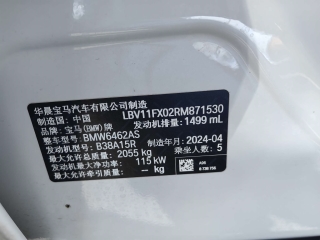 华晨宝马汽车有限公司制造
制造国: 中国 LBV11FX02RM871530
品牌: 宝马(BMW)牌 发动机排量: 1499 mL
整车型号: BMW6462AS
发动机型号: B38A15R 制造年月: 2024-04
最大允许总质量: 2055 kg 乘坐人数: 5
发动机最大净功率: 115 kW
最大允许牵引质量: -- kg